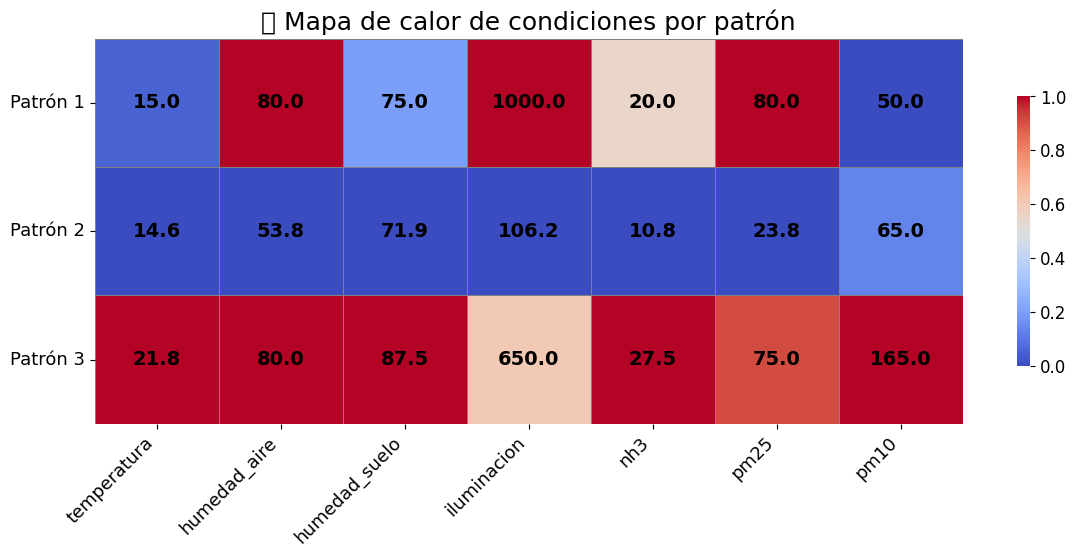 Mapa de calor de condiciones por patrón
Patrón 1 15.0 80.0 75.0 1000.0 20.0 80.0 50.0
Patrón 2 14.6 53.8 71.9 106.2 10.8 23.8 65.0
Patrón 3 21.8 80.0 87.5 650.0 27.5 75.0 165.0
temperatura humedad_aire humedad_suelo iluminacion nh3 pm25 pm10
1.0
0.8
0.6
0.4
0.2
0.0